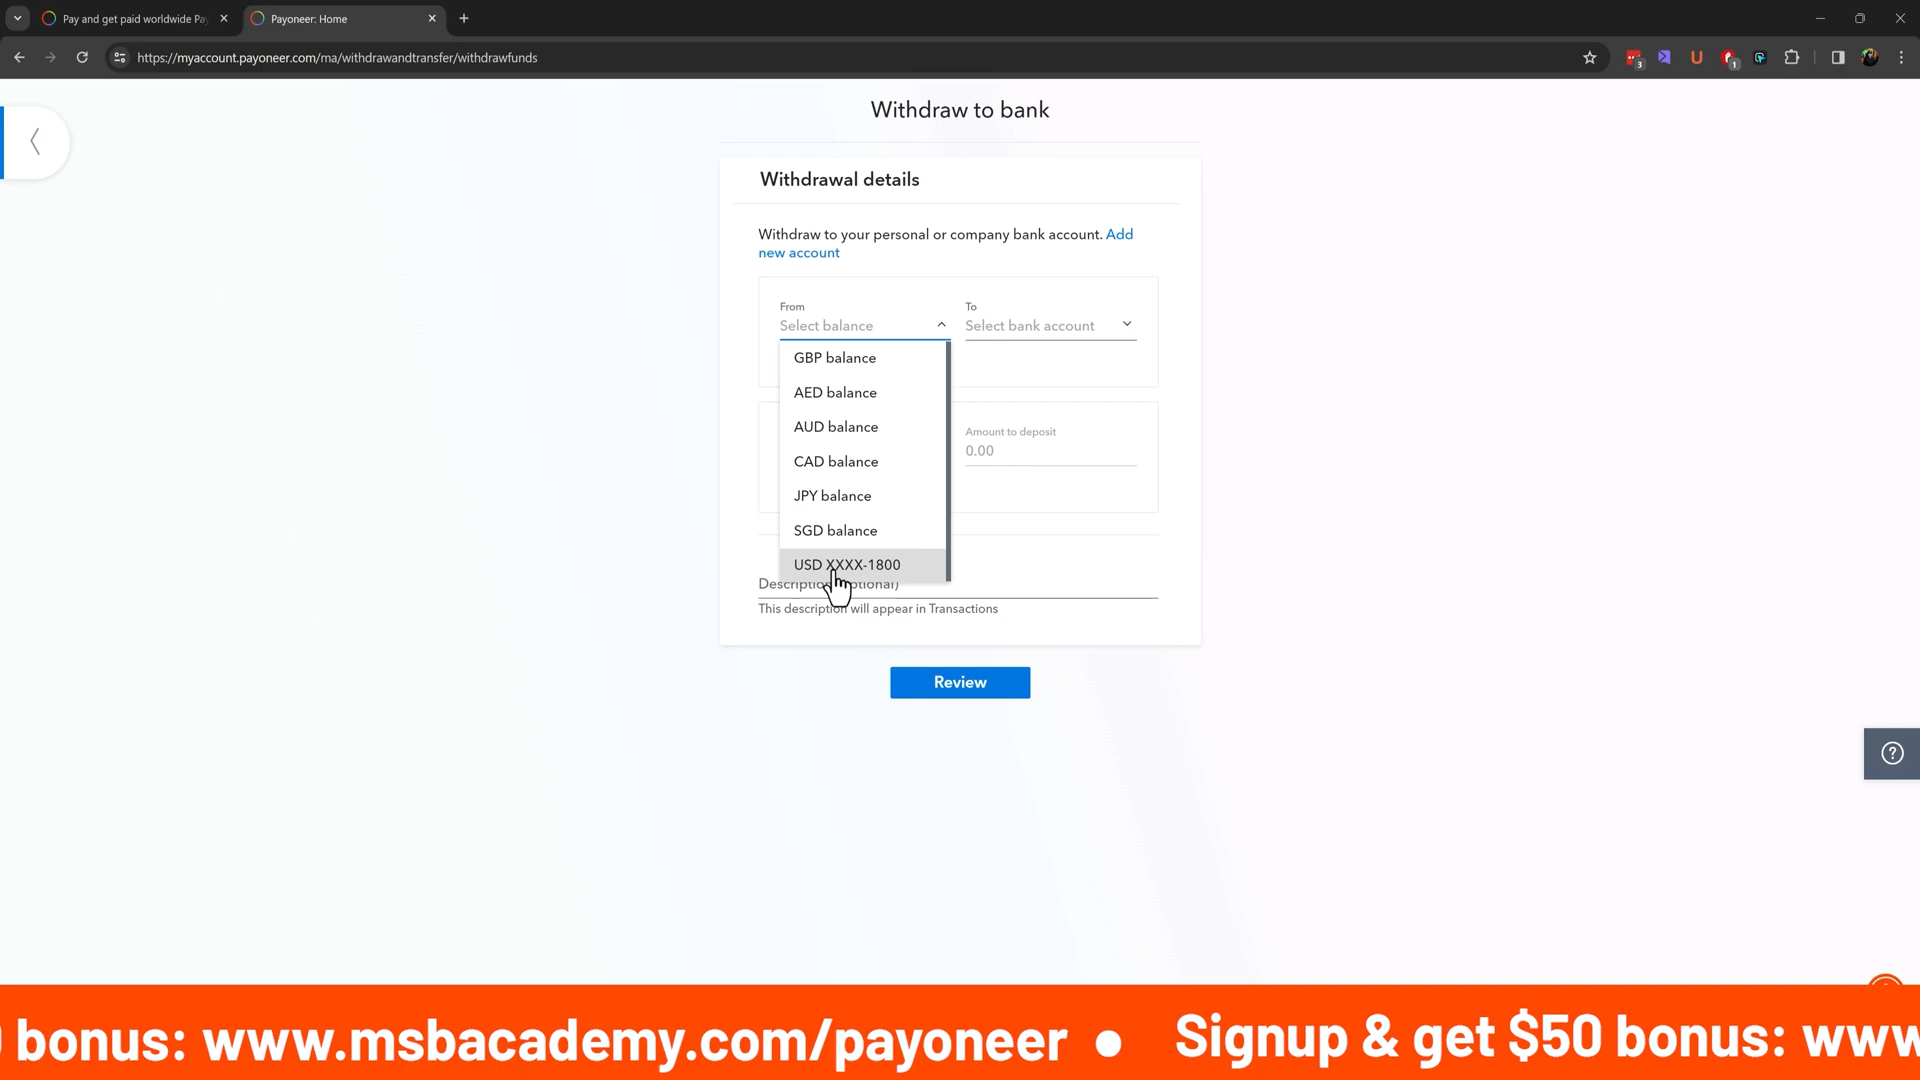 Pay and get paid worldwide Pa
Payoneer: Home
https://myaccount.payoneer.com/ma/withdrawandtransfer/withdrawfunds
3
U
1
Withdraw to bank
Withdrawal details
Withdraw to your personal or company bank account. Add
new account
From
To
Select balance
Select bank account
GBP balance
AED balance
AUD balance
Amount to deposit
0.00
CAD balance
JPY balance
SGD balance
USD XXXX-1800
This description will appear in Transactions
Review
?
bonus: www.msbacademy.com/payoneer ● Signup & get $50 bonus: www